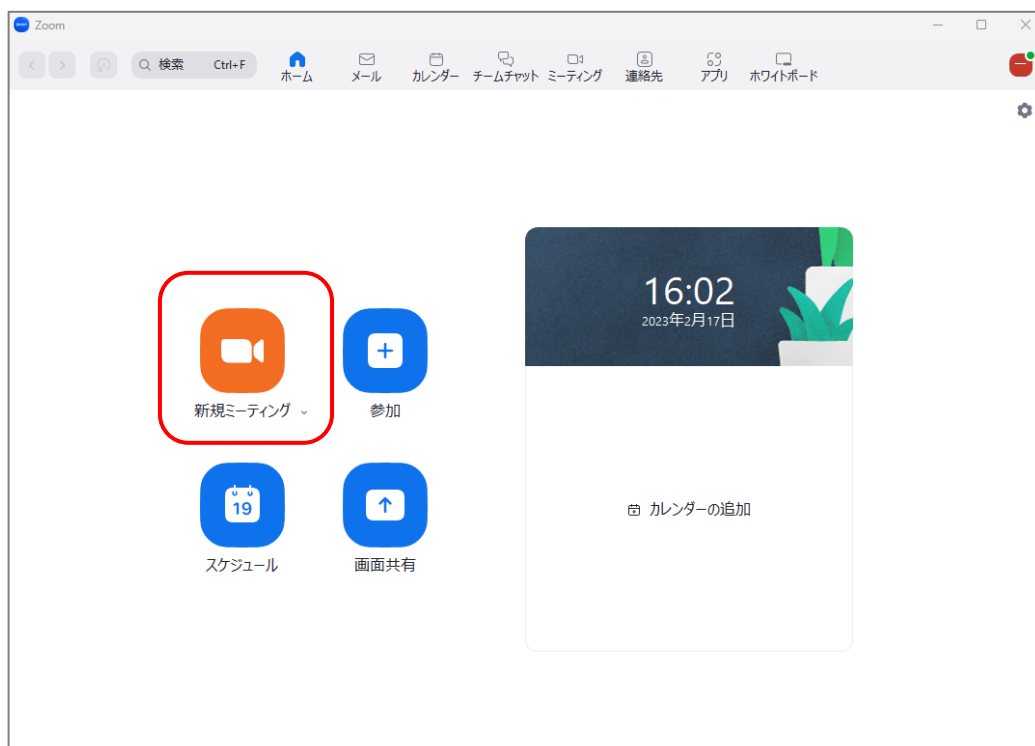 Zoom
検索 Ctrl+F
ホーム
メール
カレンダー
チームチャット
ミーティング
連絡先
アプリ
ホワイトボード
16:02
2023年2月17日
新規ミーティング
参加
19
スケジュール
画面共有
カレンダーの追加